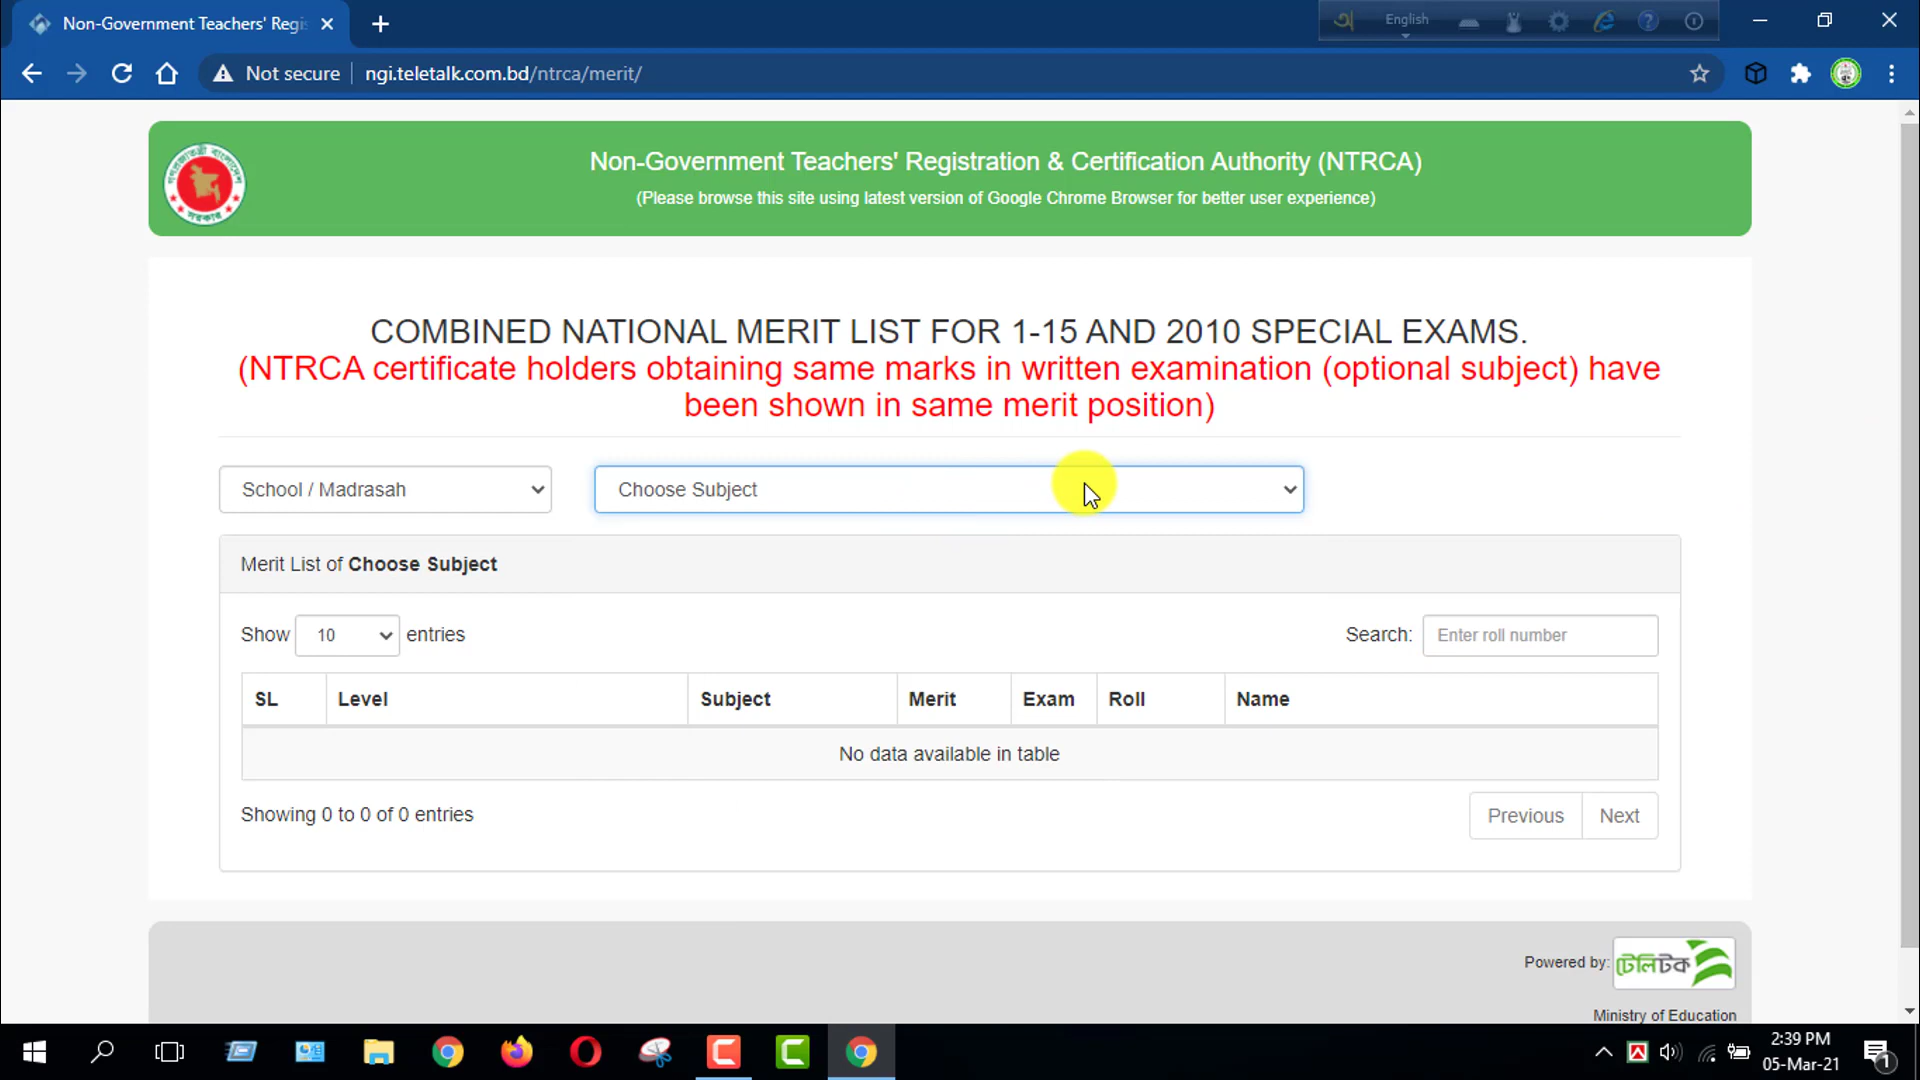 Non-Government Teachers' Regis
English
Not secure
ngi.teletalk.com.bd/ntrca/merit/
Non-Government Teachers' Registration & Certification Authority (NTRCA)
(Please browse this site using latest version of Google Chrome Browser for better user experience)
COMBINED NATIONAL MERIT LIST FOR 1-15 AND 2010 SPECIAL EXAMS.
(NTRCA certificate holders obtaining same marks in written examination (optional subject) have
been shown in same merit position)
School / Madrasah
Choose Subject
Merit List of Choose Subject
Show 10 entries
Search: Enter roll number
SL Level Subject Merit Exam Roll Name
No data available in table
Showing 0 to 0 of 0 entries
Previous Next
Powered by: টেলিটক
Ministry of Education
2:39 PM
05-Mar-21
1